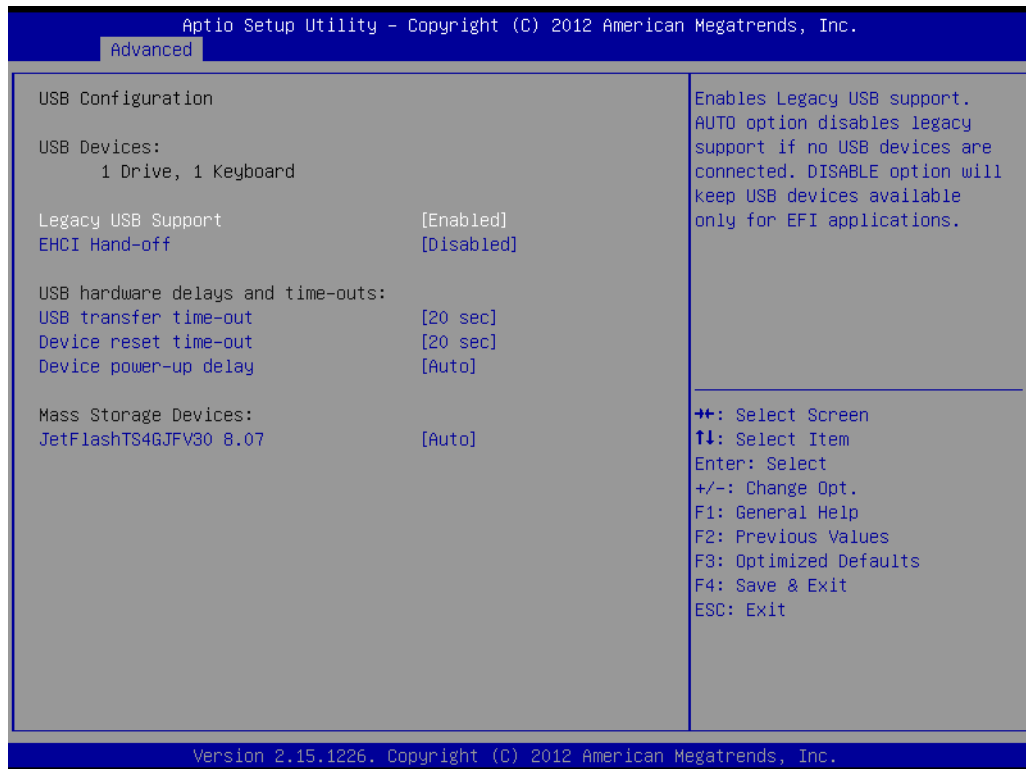 Aptio Setup Utility – Copyright (C) 2012 American Megatrends, Inc.
Advanced
USB Configuration
USB Devices:
1 Drive, 1 Keyboard
Legacy USB Support [Enabled]
EHCI Hand-off [Disabled]
USB hardware delays and time-outs:
USB transfer time-out [20 sec]
Device reset time-out [20 sec]
Device power-up delay [Auto]
Mass Storage Devices:
JetFlashTS4GJFV30 8.07 [Auto]
Enables Legacy USB support.
AUTO option disables legacy
support if no USB devices are
connected. DISABLE option will
keep USB devices available
only for EFI applications.
→←: Select Screen
↑↓: Select Item
Enter: Select
+/-: Change Opt.
F1: General Help
F2: Previous Values
F3: Optimized Defaults
F4: Save & Exit
ESC: Exit
Version 2.15.1226. Copyright (C) 2012 American Megatrends, Inc.